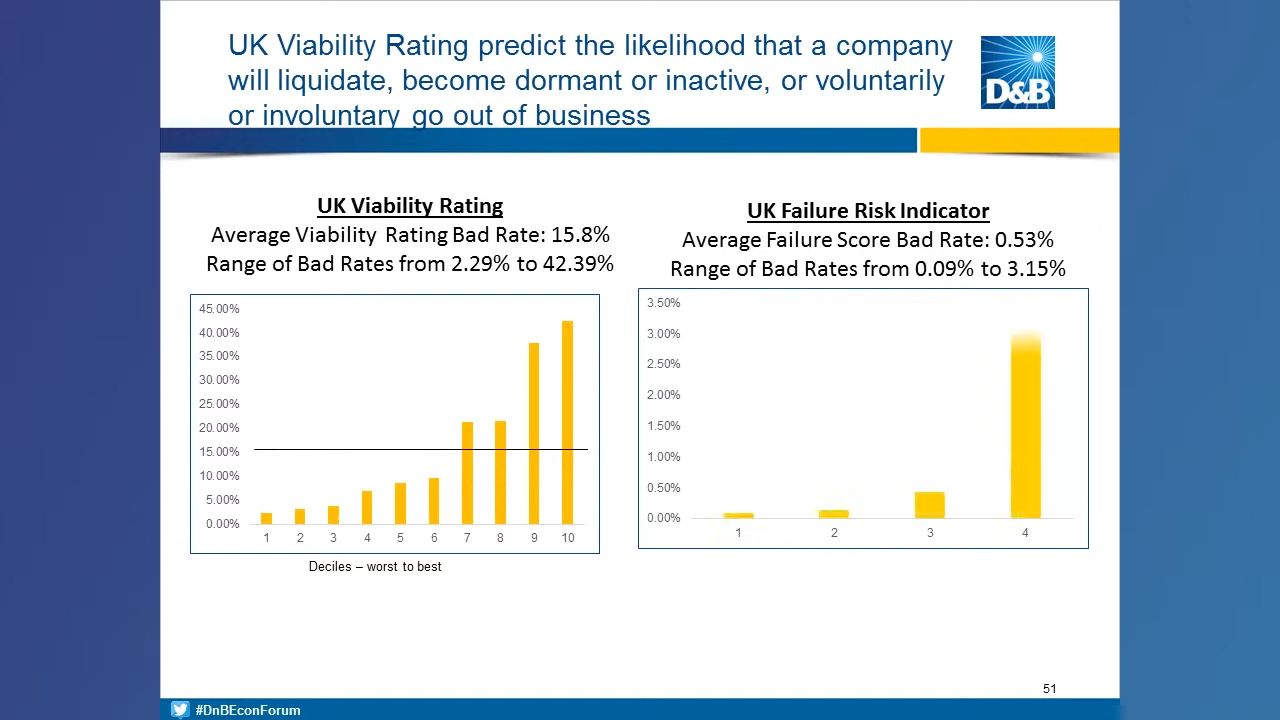 UK Viability Rating predict the likelihood that a company
will liquidate, become dormant or inactive, or voluntarily
or involuntary go out of business
D&B
UK Viability Rating
Average Viability Rating Bad Rate: 15.8%
Range of Bad Rates from 2.29% to 42.39%
45.00%
40.00%
35.00%
30.00%
25.00%
20.00%
15.00%
10.00%
5.00%
0.00%
1 2 3 4 5 6 7 8 9 10
Deciles – worst to best
UK Failure Risk Indicator
Average Failure Score Bad Rate: 0.53%
Range of Bad Rates from 0.09% to 3.15%
3.50%
3.00%
2.50%
2.00%
1.50%
1.00%
0.50%
0.00%
1 2 3 4
51
#DnBEconForum